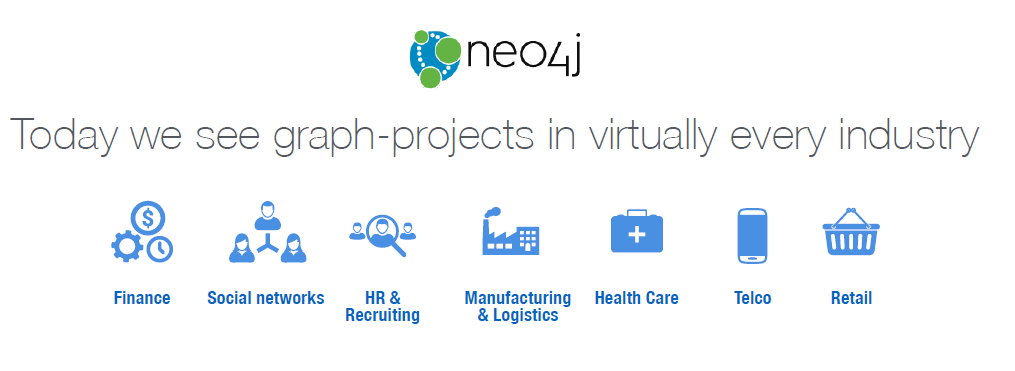 neo4j
Today we see graph-projects in virtually every industry
$
Finance
Social networks
HR &
Recruiting
Manufacturing
& Logistics
Health Care
Telco
Retail